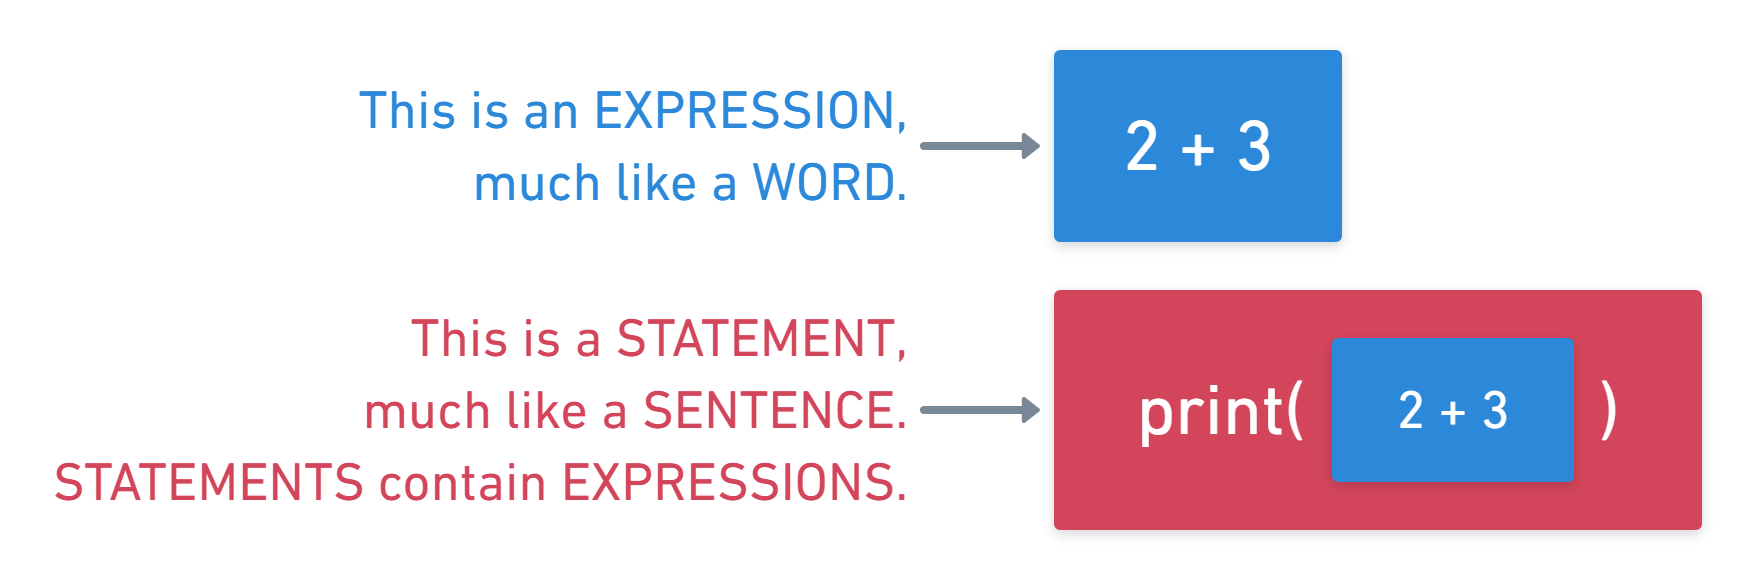 This is an EXPRESSION,
much like a WORD.
2 + 3
This is a STATEMENT,
much like a SENTENCE.
STATEMENTS contain EXPRESSIONS.
print( 2 + 3 )